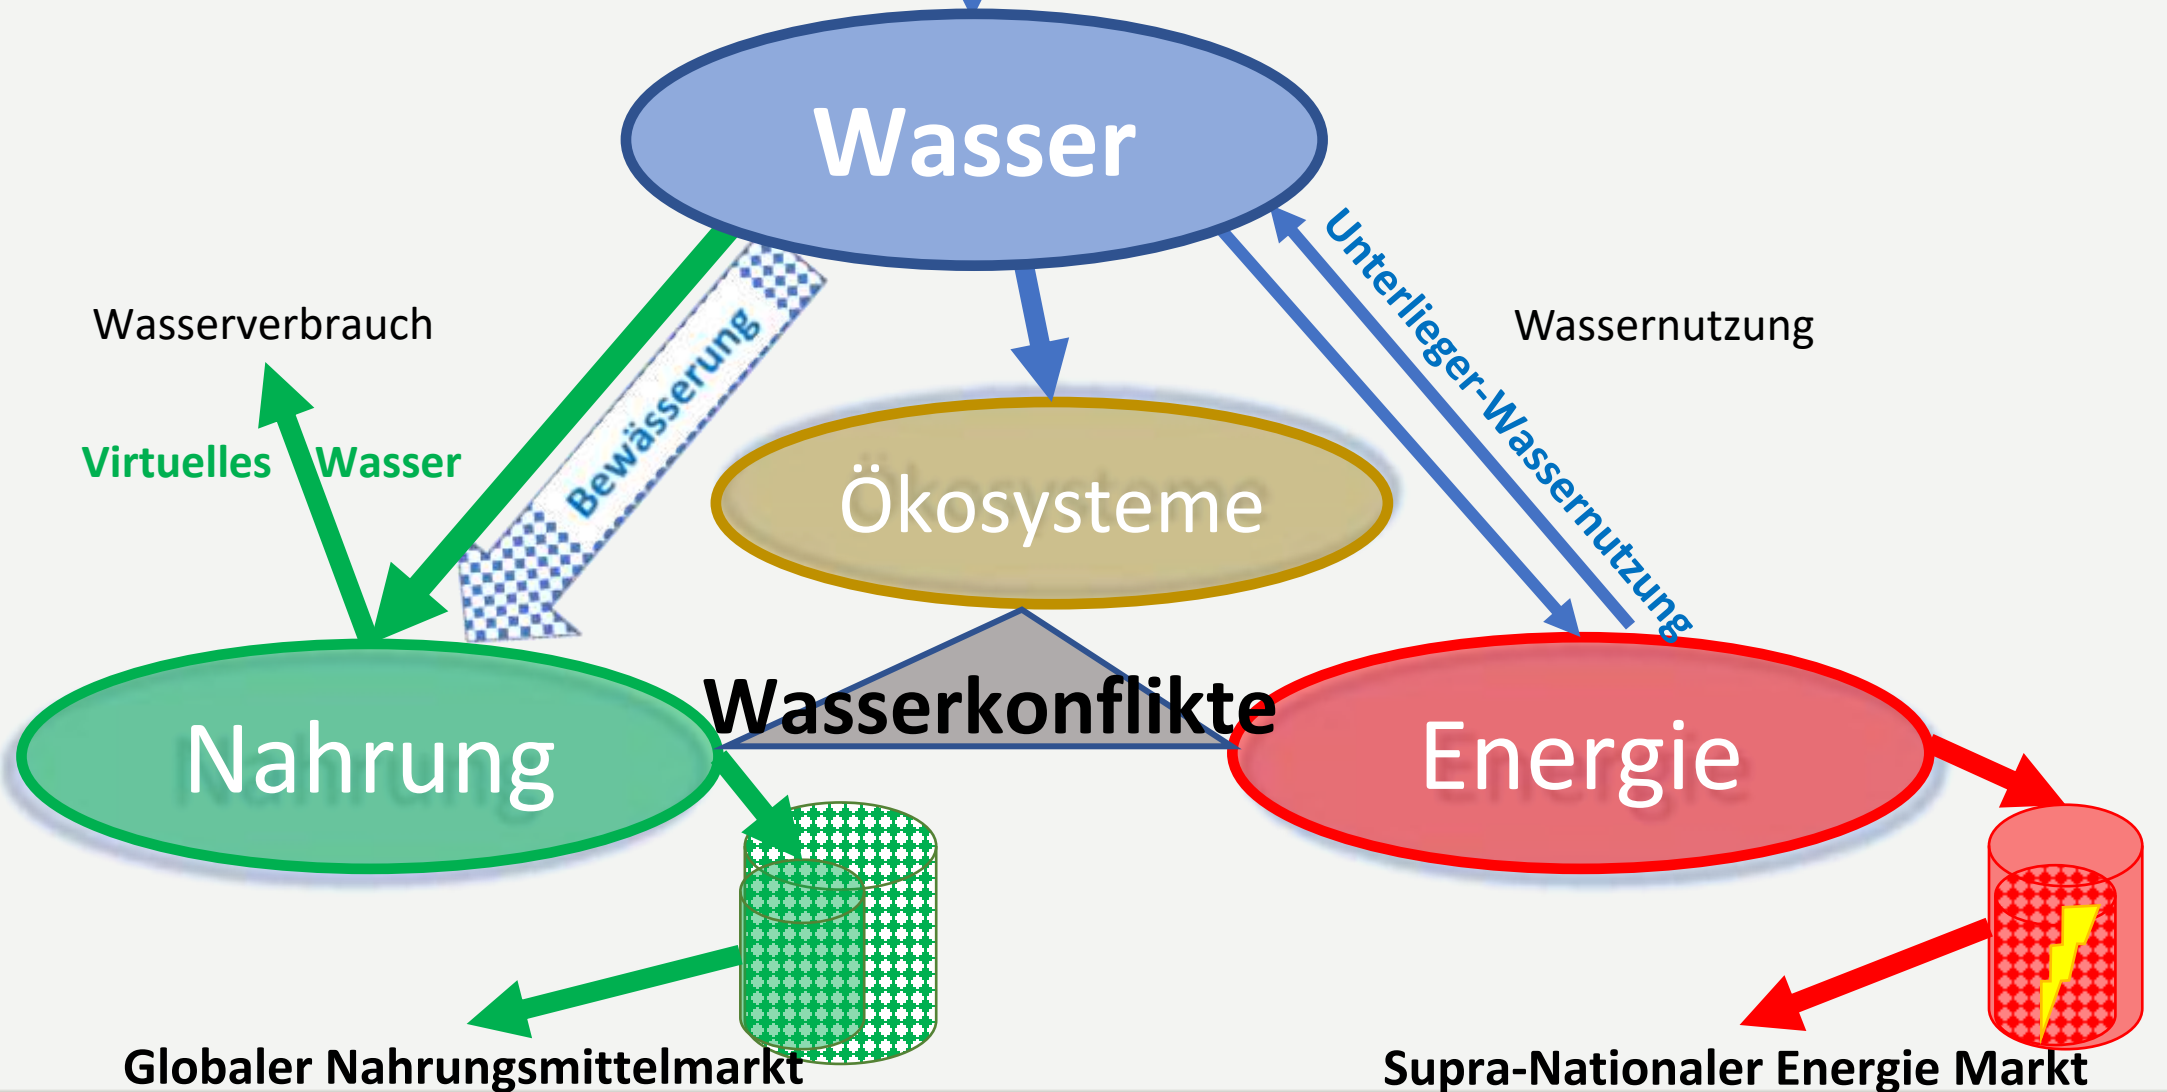 Wasser
Unterlieger-Wassernutzung
Wasserverbrauch
Wassernutzung
Bewässerung
Virtuelles Wasser
Ökosysteme
Wasserkonflikte
Nahrung
Energie
Globaler Nahrungsmittelmarkt
Supra-Nationaler Energie Markt